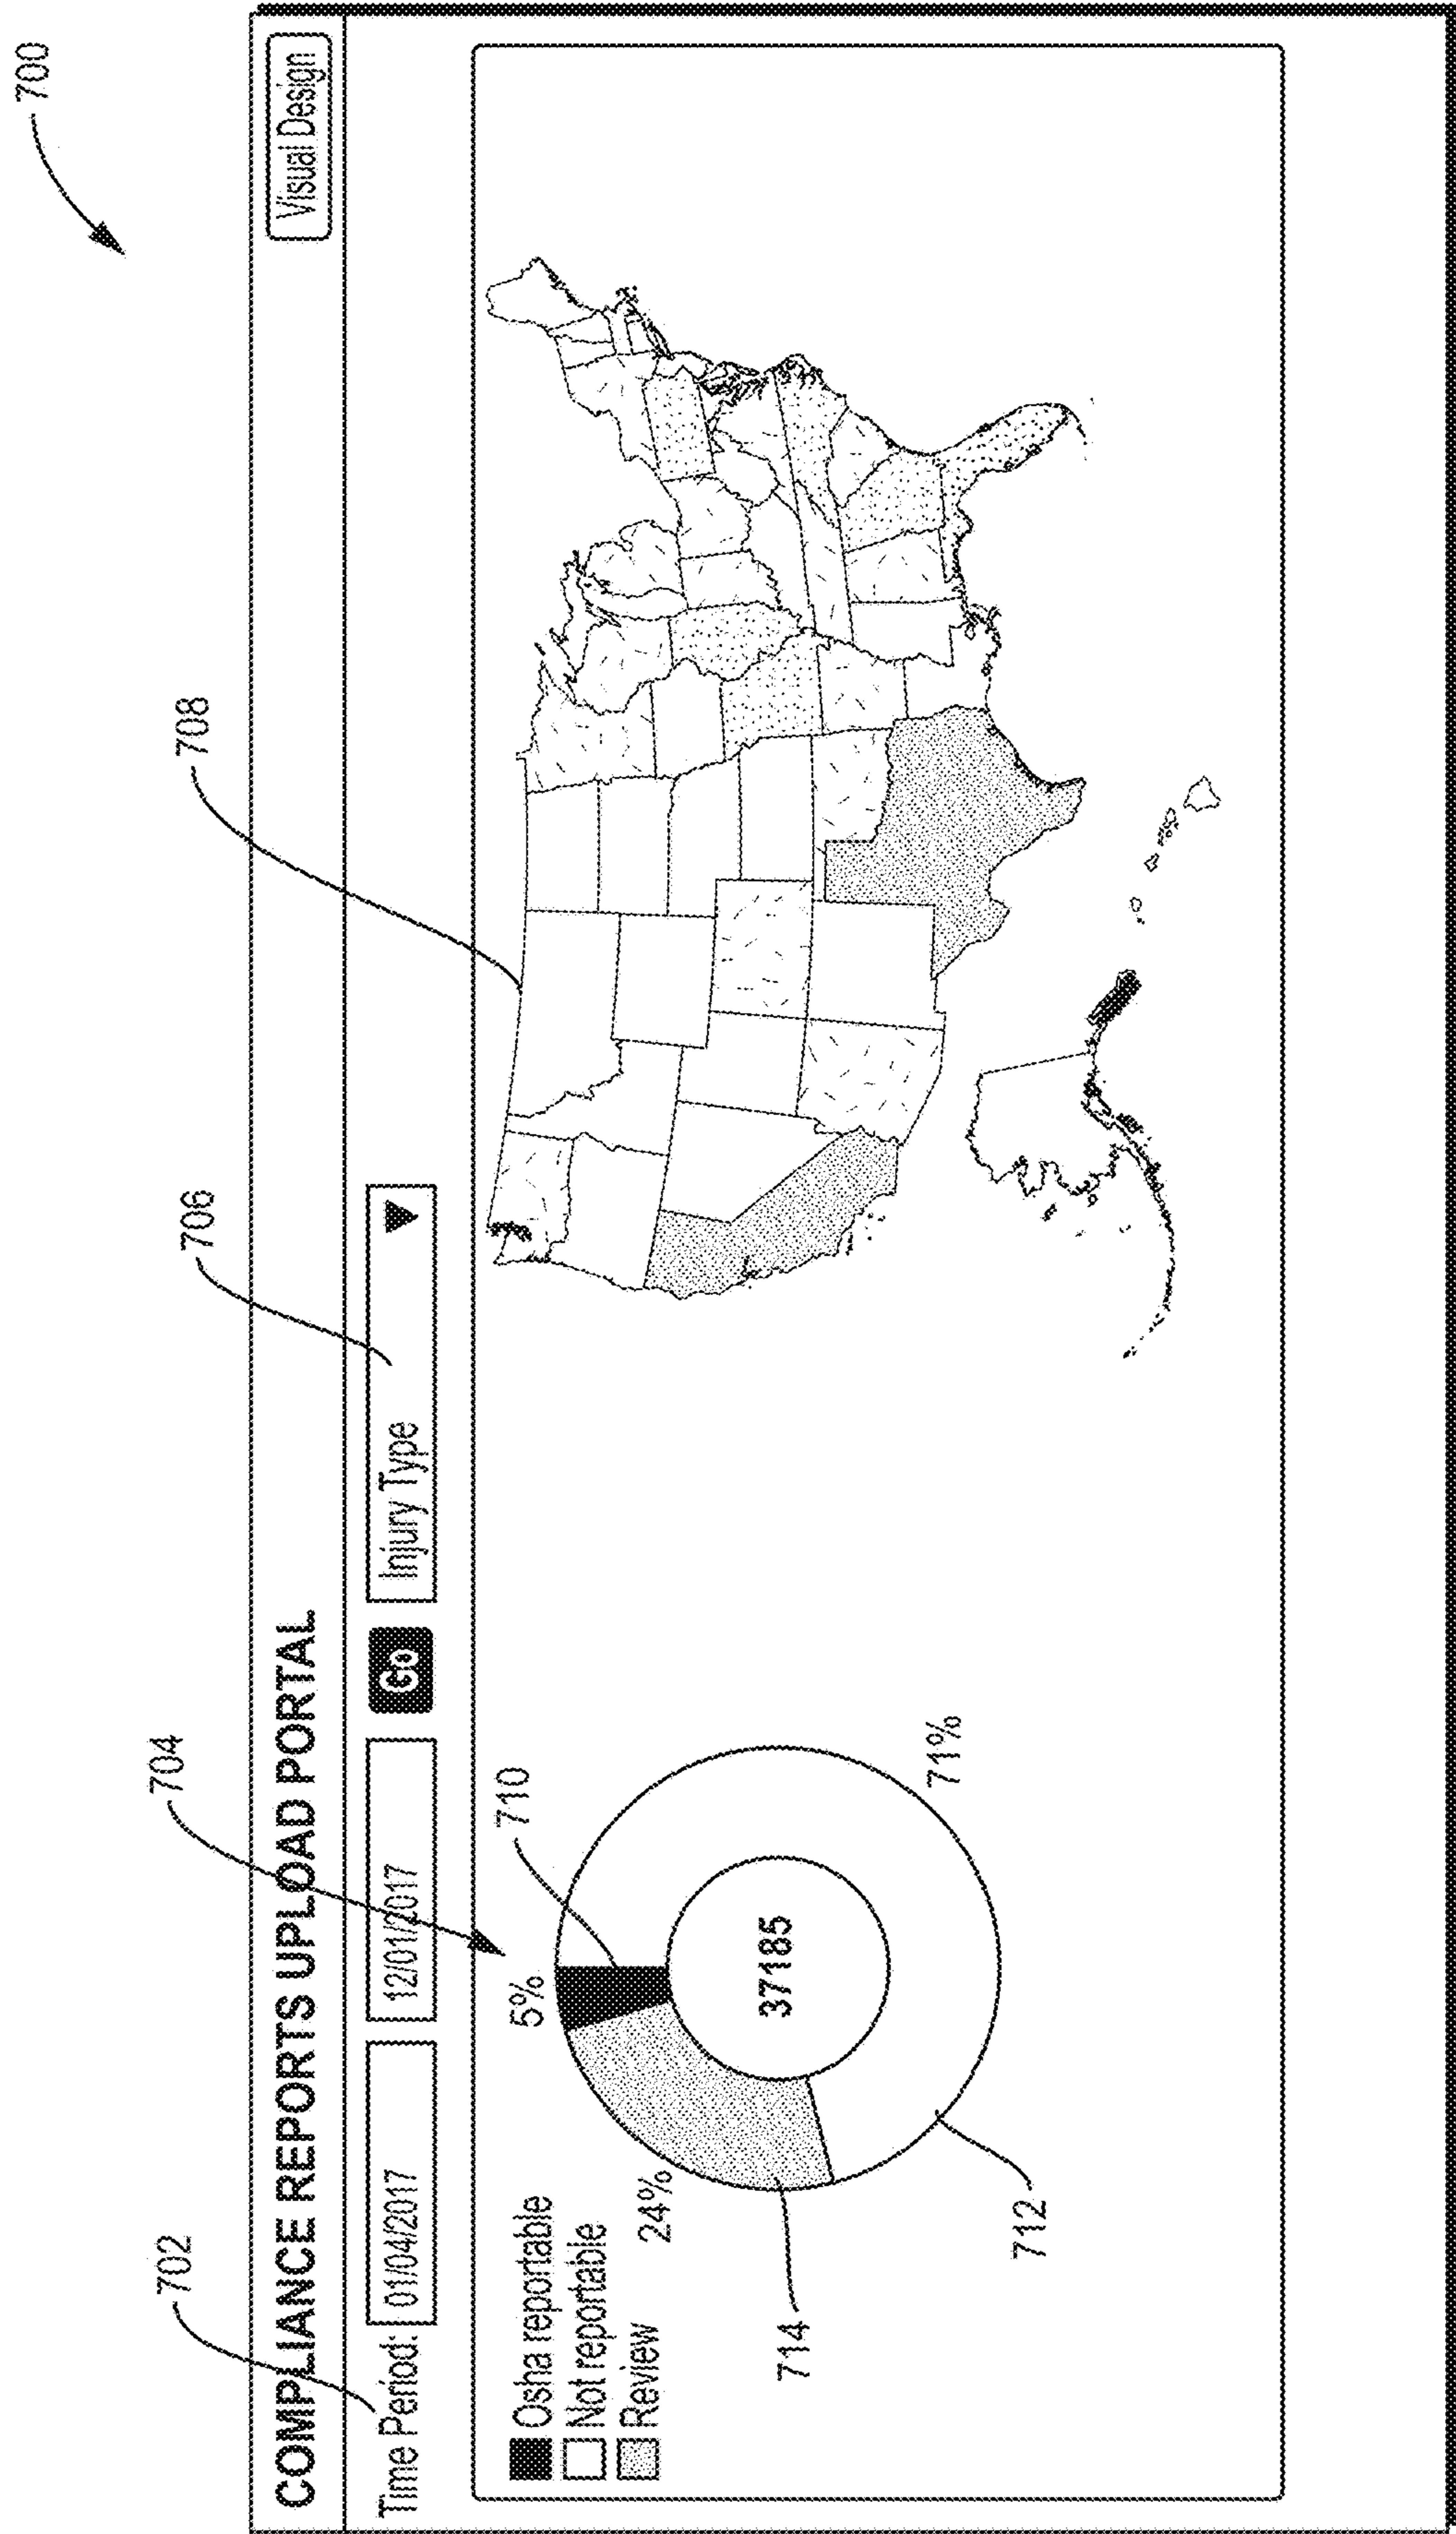 700
COMPLIANCE REPORTS UPLOAD PORTAL
Visual Design
702
704
706
708
Time Period: 01/04/2017 12/01/2017 Go Injury Type
Osha reportable
Not reportable
Review
5%
710
24%
37185
71%
714
712